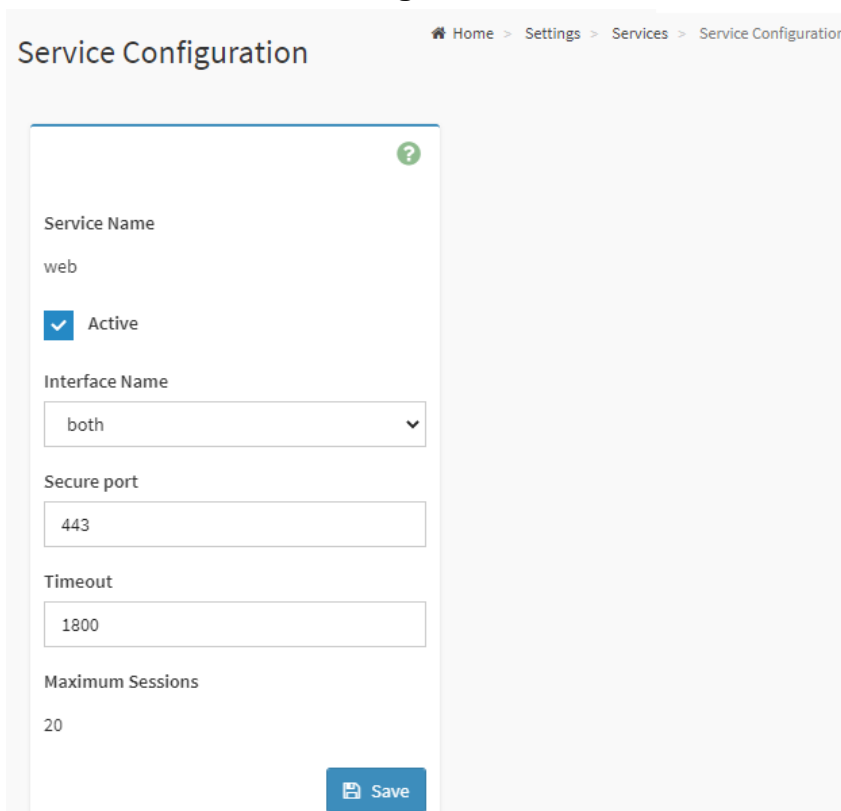 Service Configuration
Home > Settings > Services > Service Configuration
Service Name
web
Active
Interface Name
both
Secure port
443
Timeout
1800
Maximum Sessions
20
Save